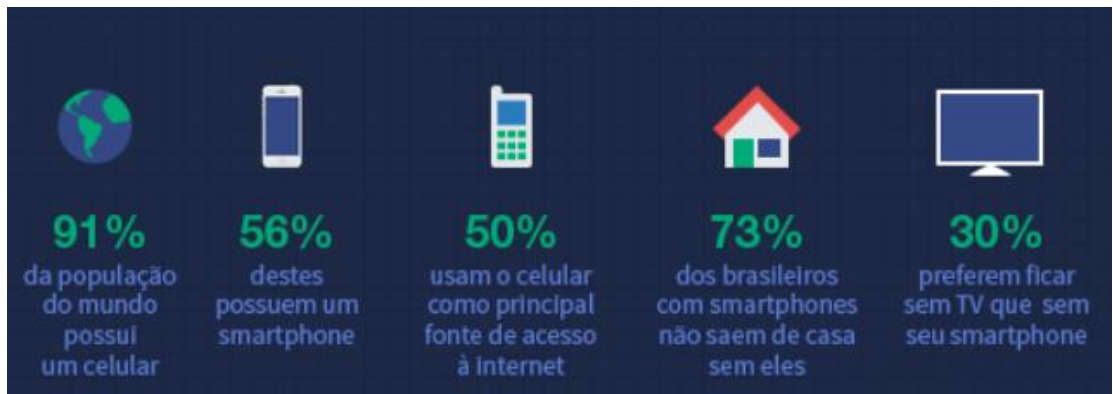 91%
da população
do mundo
possui
um celular
56%
destes
possuem um
smartphone
50%
usam o celular
como principal
fonte de acesso
à internet
73%
dos brasileiros
com smartphones
não saem de casa
sem eles
30%
preferem ficar
sem TV que sem
seu smartphone